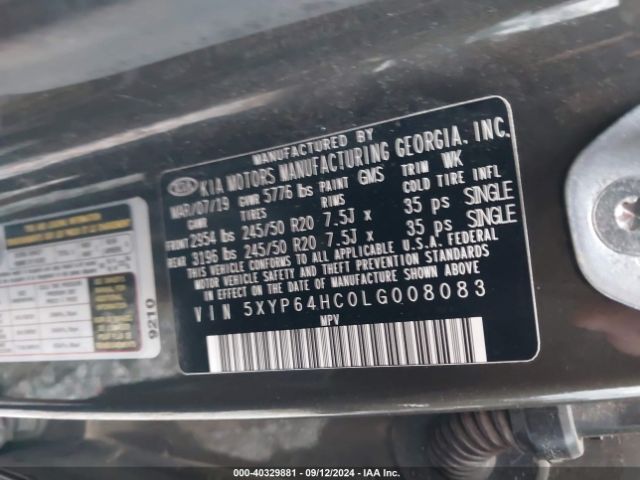 MANUFACTURED BY
KIA KIA MOTORS MANUFACTURING GEORGIA, INC.
MAR/07/19 GVWR 5776 lbs PAINT GMS TRIM WK
TIRES RIMS COLD TIRE INFL
FRONT 2954 lbs 245/50 R20 7.5J x 35 psi SINGLE
REAR 3196 lbs 245/50 R20 7.5J x 35 psi SINGLE
THIS VEHICLE CONFORMS TO ALL APPLICABLE U.S.A. FEDERAL
MOTOR VEHICLE SAFETY AND THEFT PREVENTION STANDARDS
IN EFFECT ON THE DATE OF MANUFACTURE SHOWN ABOVE.
VIN 5XYP64HC0LG008083
MPV
9210
000-40329881 - 09/12/2024 - IAA Inc.